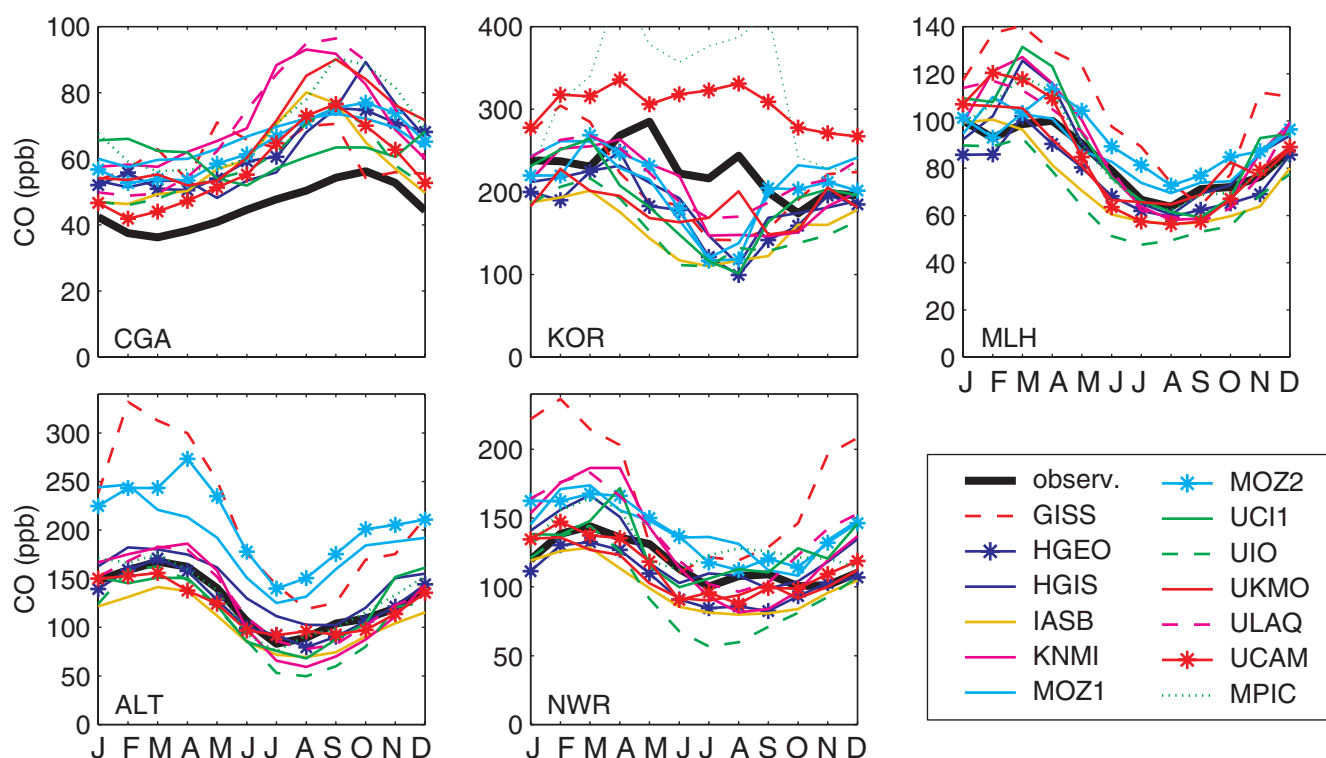 100
80
60
40
20
0
CO (ppb)
CGA
400
300
200
100
0
KOR
140
120
100
80
60
40
20
0
MLH
J F M A M J J A S O N D
300
250
200
150
100
50
0
CO (ppb)
ALT
J F M A M J J A S O N D
200
150
100
50
0
NWR
J F M A M J J A S O N D
observ.
GISS
HGEO
HGIS
IASB
KNMI
MOZ1
MOZ2
UCI1
UIO
UKMO
ULAQ
UCAM
MPIC